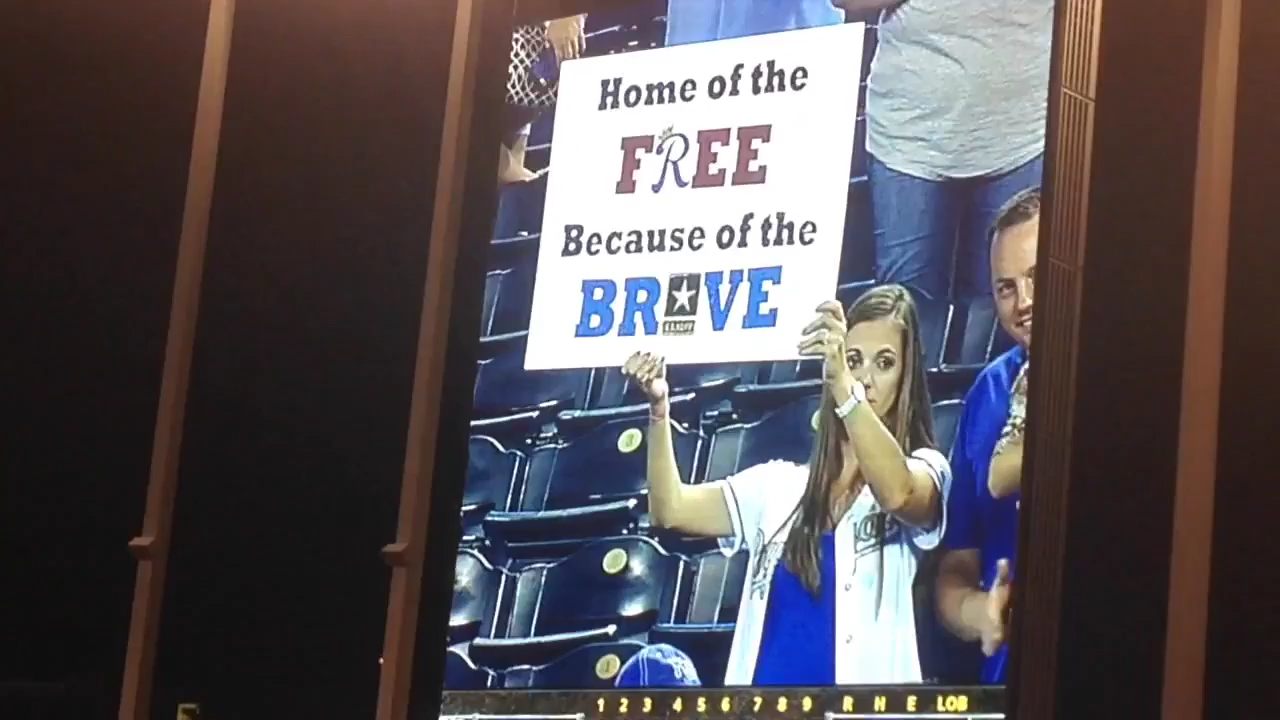 Home of the
FREE
Because of the
BRAVE
1 2 3 4 5 6 7 8 9 R H E LOB